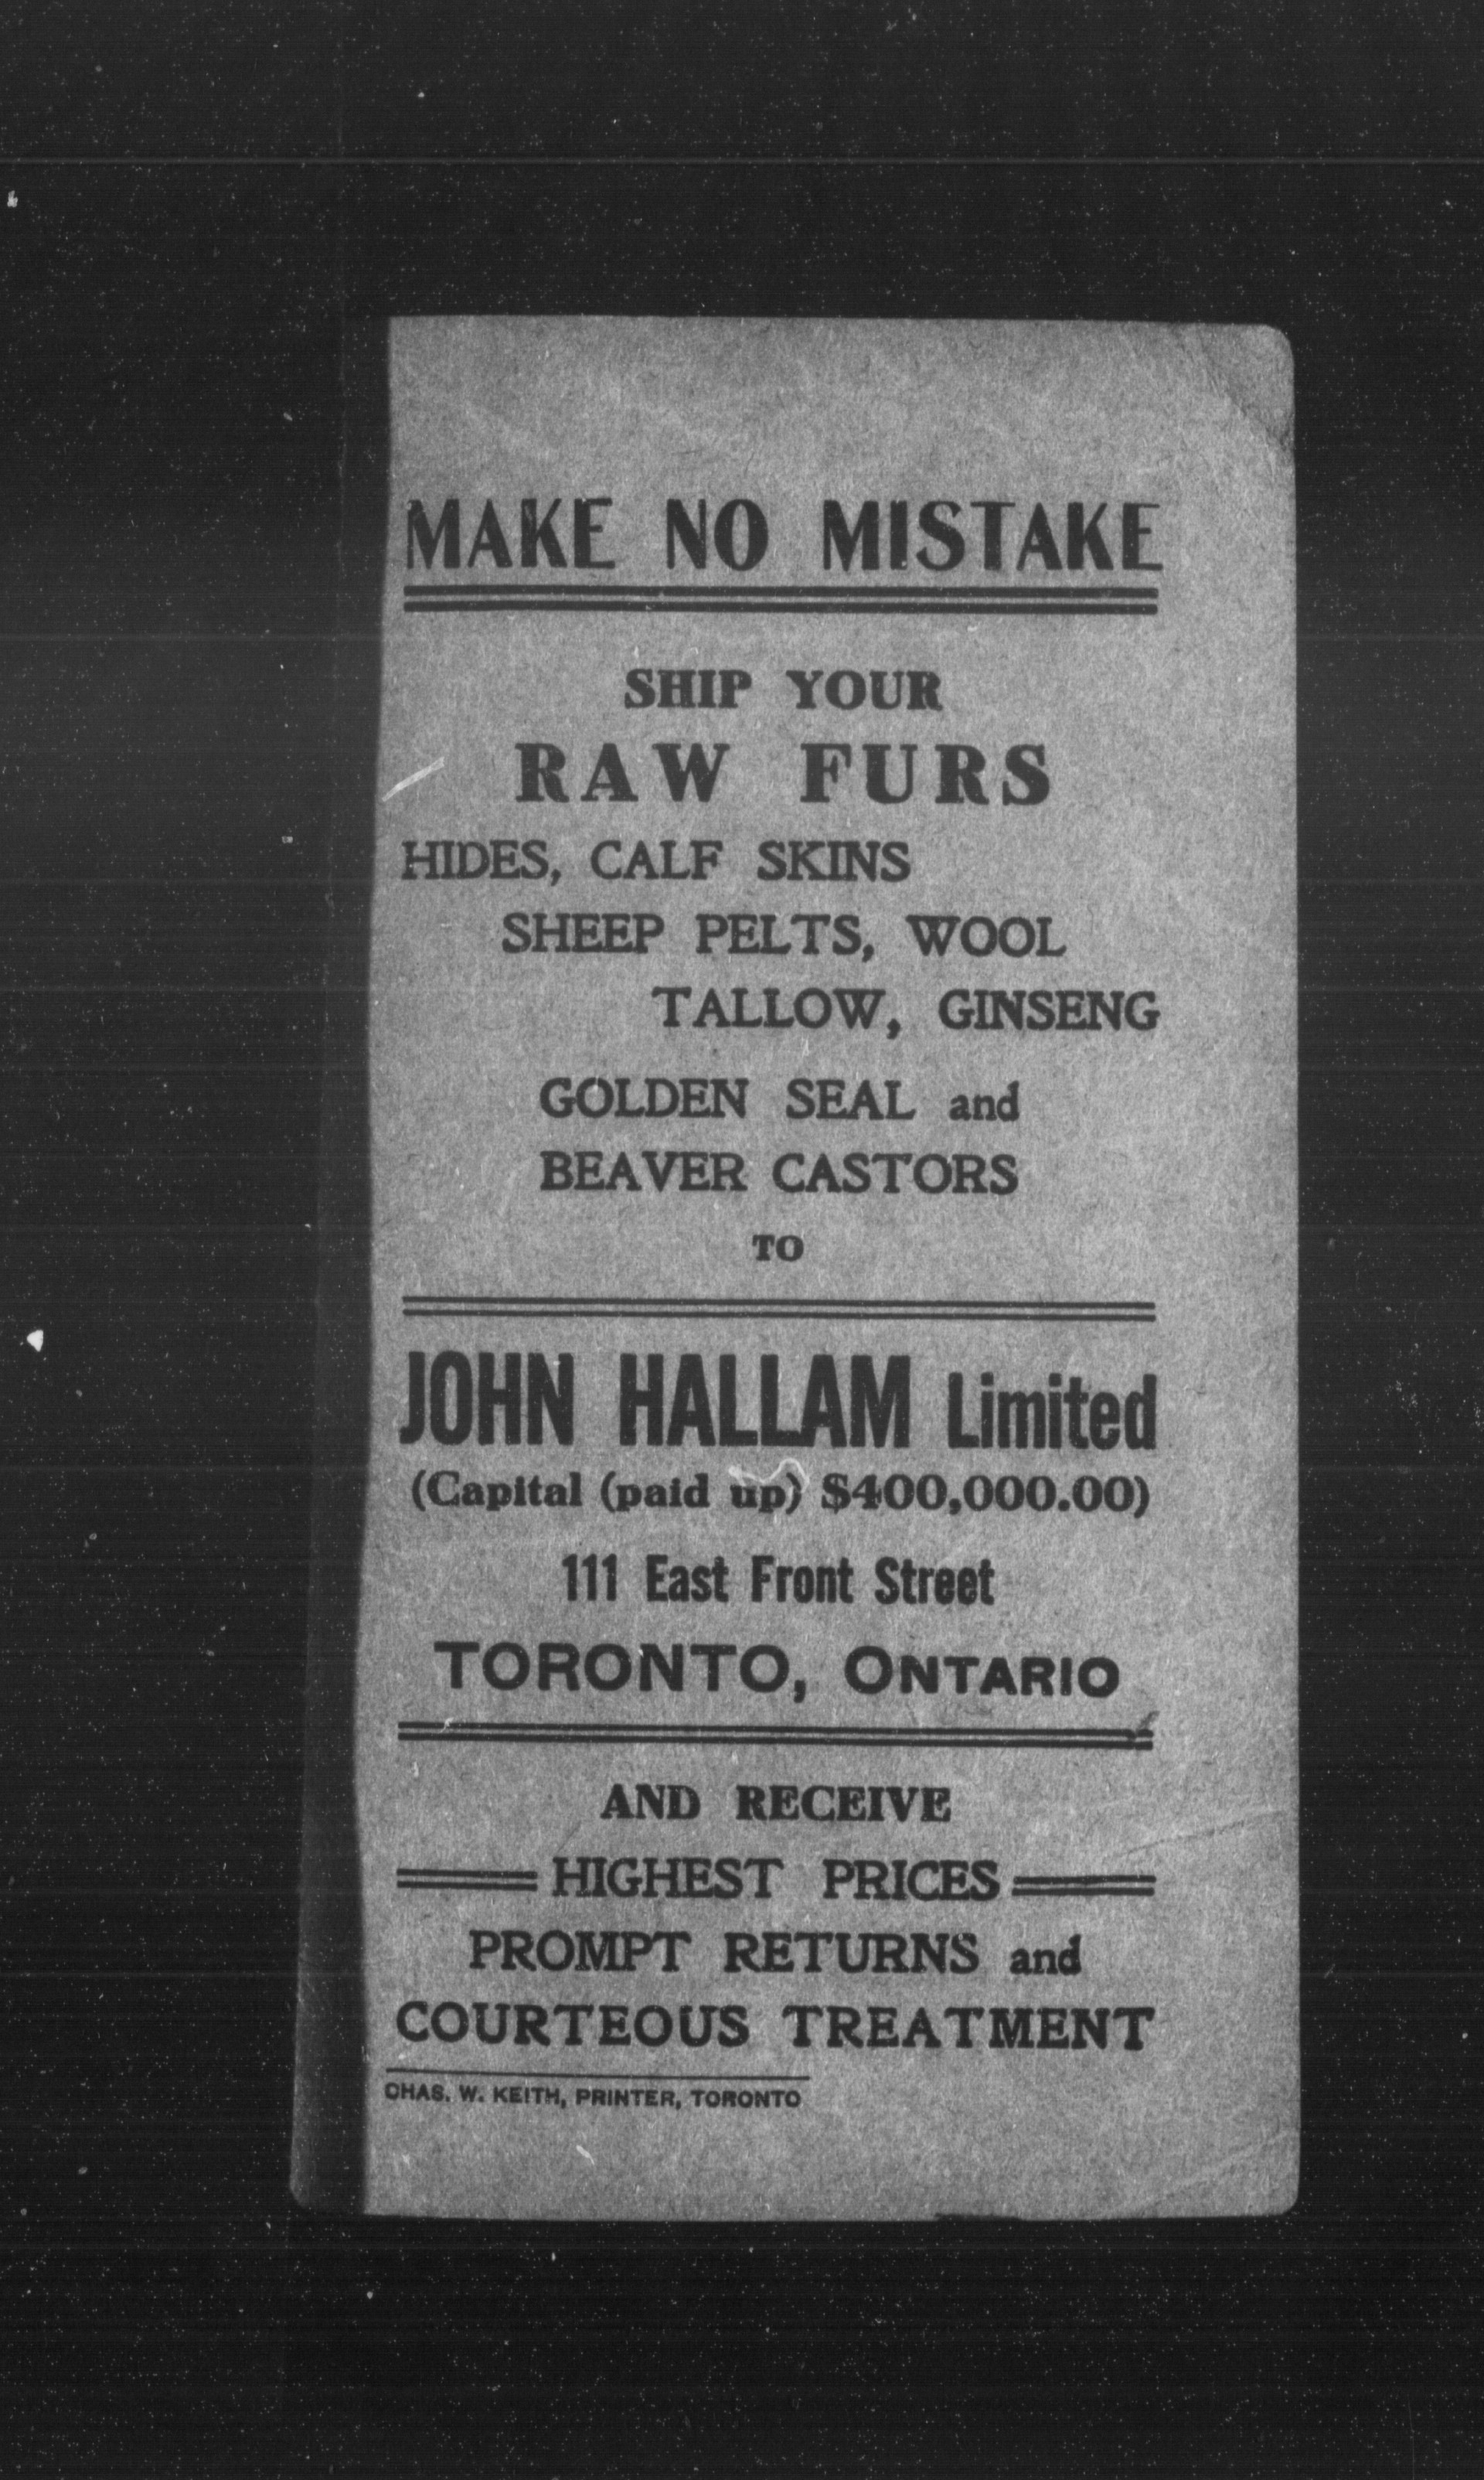 MAKE NO MISTAKE
SHIP YOUR
RAW FURS
HIDES, CALF SKINS
SHEEP PELTS, WOOL
TALLOW, GINSENG
GOLDEN SEAL and
BEAVER CASTORS
TO
JOHN HALLAM Limited
(Capital (paid up) $400,000.00)
111 East Front Street
TORONTO, ONTARIO
AND RECEIVE
HIGHEST PRICES
PROMPT RETURNS and
COURTEOUS TREATMENT
CHAS. W. KEITH, PRINTER, TORONTO